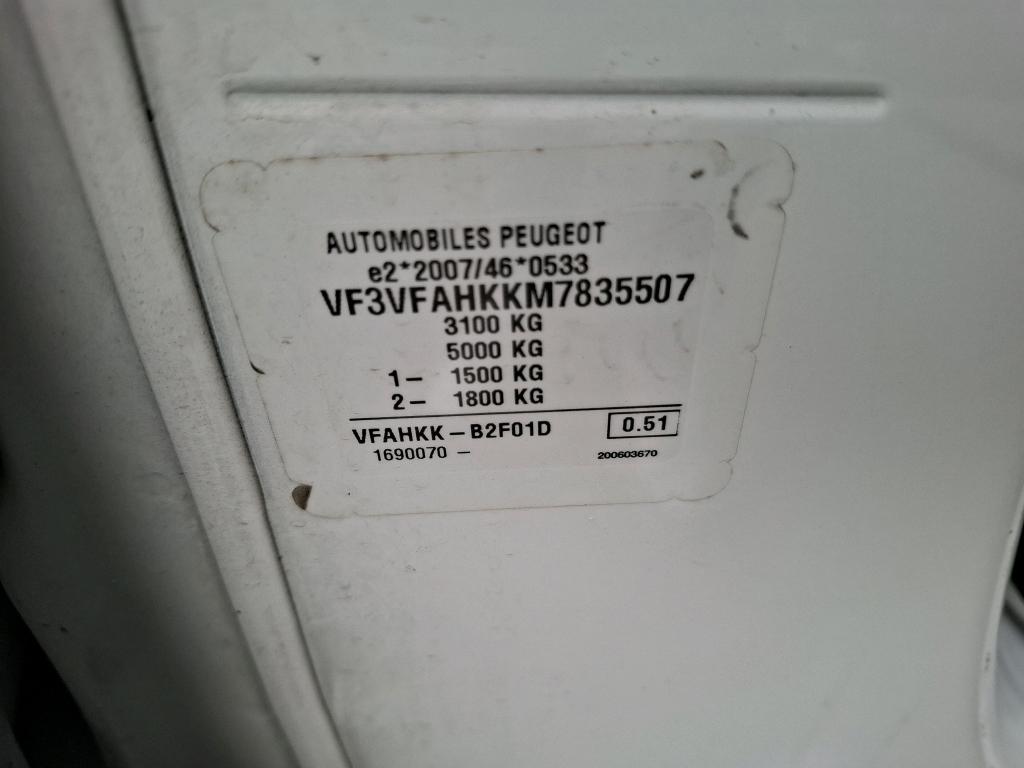 AUTOMOBILES PEUGEOT
e2*2007/46*0533
VF3VFAHKKM7835507
3100 KG
5000 KG
1- 1500 KG
2- 1800 KG
VFAHKK-B2F01D 0.51
1690070 - 200603670